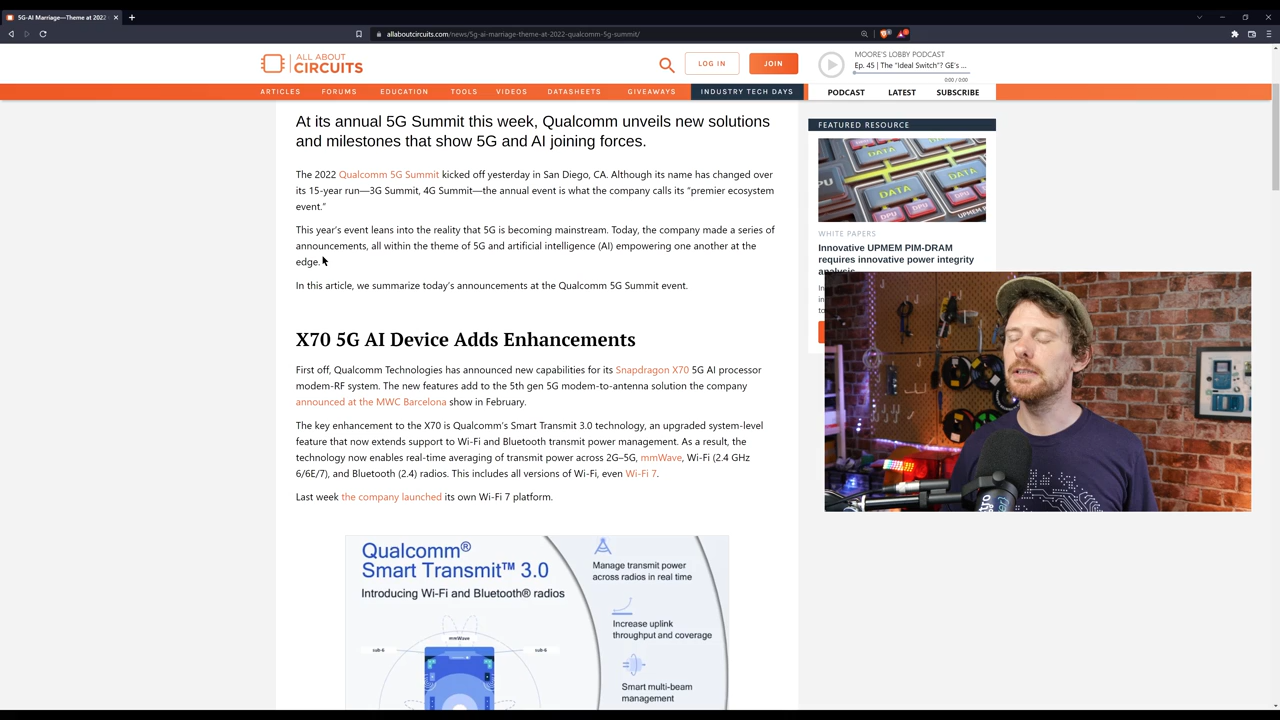 5G-AI Marriage—Theme at 2022
allaboutcircuits.com/news/5g-ai-marriage-theme-at-2022-qualcomm-5g-summit/
ALL ABOUT
CIRCUITS
LOG IN
JOIN
MOORE'S LOBBY PODCAST
Ep. 45 | The "Ideal Switch"? GE's ...
0:00 / 0:00
ARTICLES FORUMS EDUCATION TOOLS VIDEOS DATASHEETS GIVEAWAYS INDUSTRY TECH DAYS
PODCAST LATEST SUBSCRIBE
At its annual 5G Summit this week, Qualcomm unveils new solutions
and milestones that show 5G and AI joining forces.
The 2022 Qualcomm 5G Summit kicked off yesterday in San Diego, CA. Although its name has changed over
its 15-year run—3G Summit, 4G Summit—the annual event is what the company calls its "premier ecosystem
event."
This year's event leans into the reality that 5G is becoming mainstream. Today, the company made a series of
announcements, all within the theme of 5G and artificial intelligence (AI) empowering one another at the
edge.
In this article, we summarize today's announcements at the Qualcomm 5G Summit event.
X70 5G AI Device Adds Enhancements
First off, Qualcomm Technologies has announced new capabilities for its Snapdragon X70 5G AI processor
modem-RF system. The new features add to the 5th gen 5G modem-to-antenna solution the company
announced at the MWC Barcelona show in February.
The key enhancement to the X70 is Qualcomm's Smart Transmit 3.0 technology, an upgraded system-level
feature that now extends support to Wi-Fi and Bluetooth transmit power management. As a result, the
technology now enables real-time averaging of transmit power across 2G–5G, mmWave, Wi-Fi (2.4 GHz
6/6E/7), and Bluetooth (2.4) radios. This includes all versions of Wi-Fi, even Wi-Fi 7.
Last week the company launched its own Wi-Fi 7 platform.
Qualcomm®
Smart Transmit™ 3.0
Introducing Wi-Fi and Bluetooth® radios
mmWave
sub-6
sub-6
Manage transmit power
across radios in real time
Increase uplink
throughput and coverage
Smart multi-beam
management
FEATURED RESOURCE
DATA
DATA
DATA
DATA
DPU
DPU
UPMEM P
WHITE PAPERS
Innovative UPMEM PIM-DRAM
requires innovative power integrity
analysis